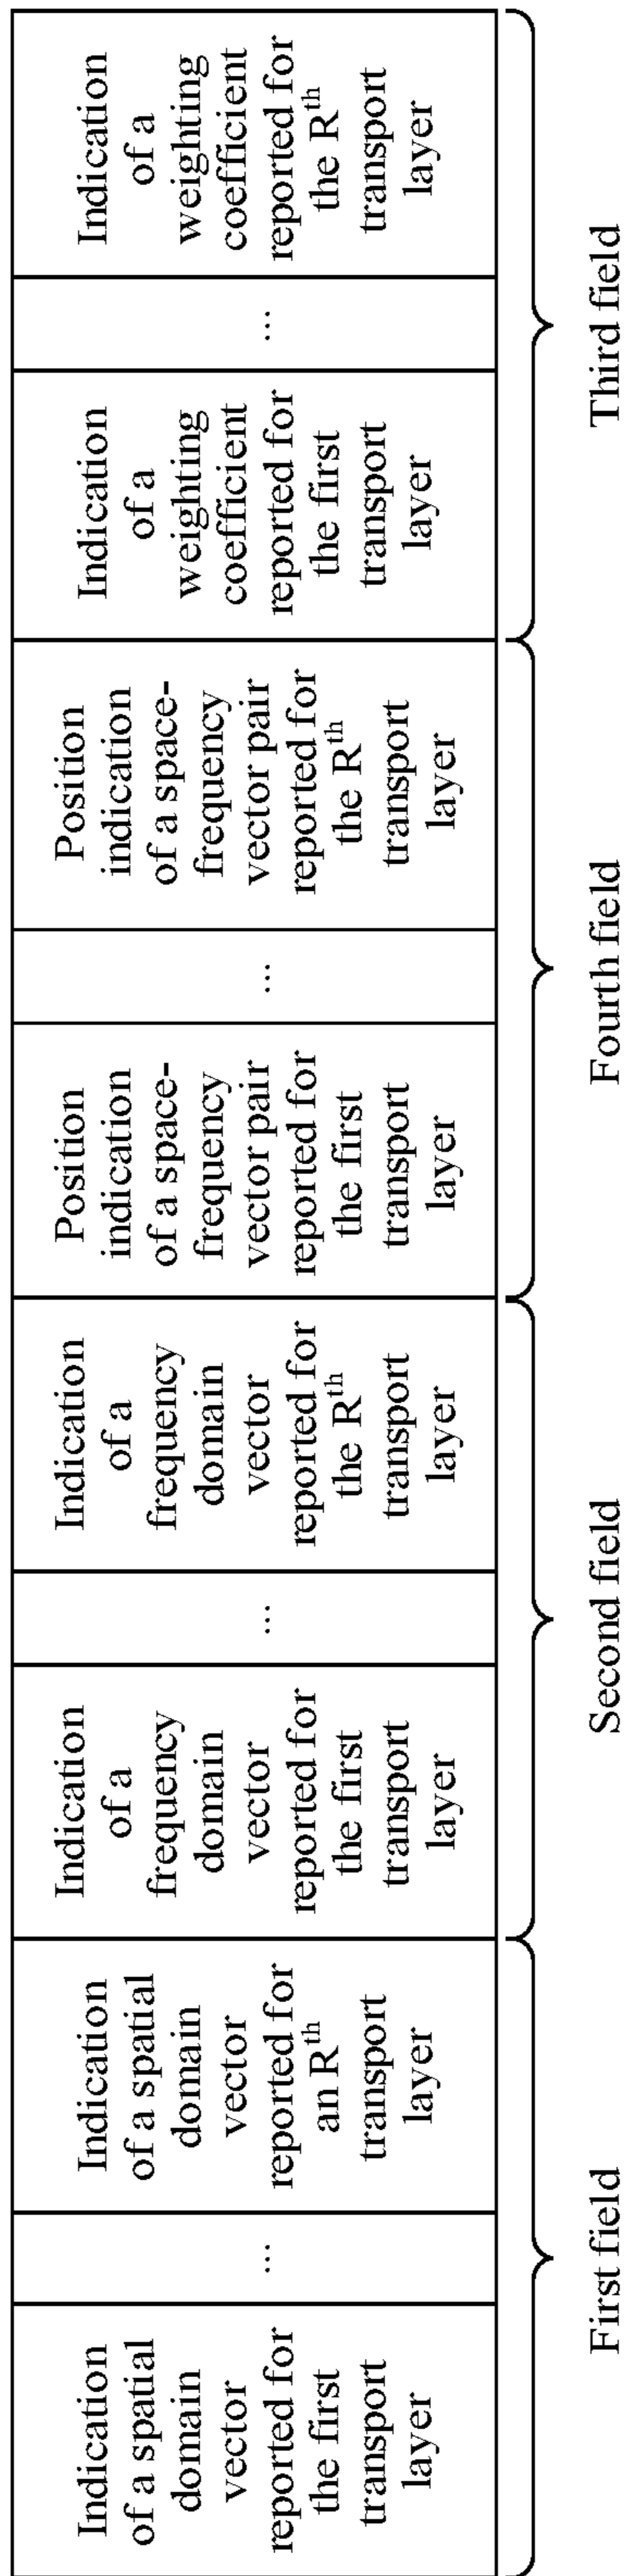 Indication
of a spatial
domain
vector
reported for
the first
transport
layer
...
Indication
of a spatial
domain
vector
reported for
an Rth
transport
layer
Indication
of a
frequency
domain
vector
reported for
the first
transport
layer
...
Indication
of a
frequency
domain
vector
reported for
the Rth
transport
layer
Position
indication
of a space-
frequency
vector pair
reported for
the first
transport
layer
...
Position
indication
of a space-
frequency
vector pair
reported for
the Rth
transport
layer
Indication
of a
weighting
coefficient
reported for
the first
transport
layer
...
Indication
of a
weighting
coefficient
reported for
the Rth
transport
layer
First field
Second field
Fourth field
Third field